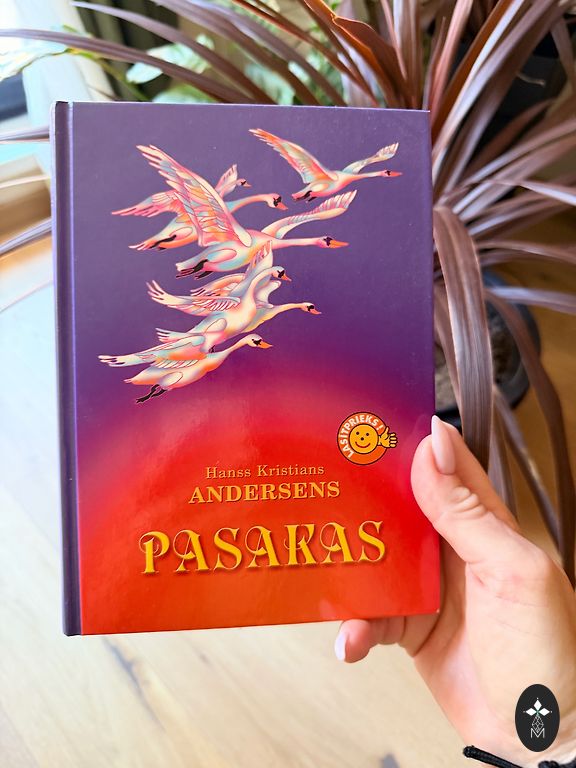 LASĪTPRIEKS!
Hanss Kristians
ANDERSENS
PASAKAS
M